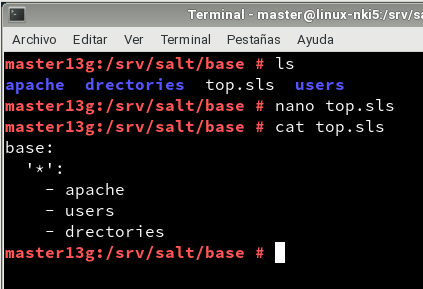 Terminal - master@linux-nki5:/srv/sa
Archivo Editar Ver Terminal Pestañas Ayuda
master13g:/srv/salt/base # ls
apache  drectories  top.sls  users
master13g:/srv/salt/base # nano top.sls
master13g:/srv/salt/base # cat top.sls
base:
  '*':
    - apache
    - users
    - drectories
master13g:/srv/salt/base #